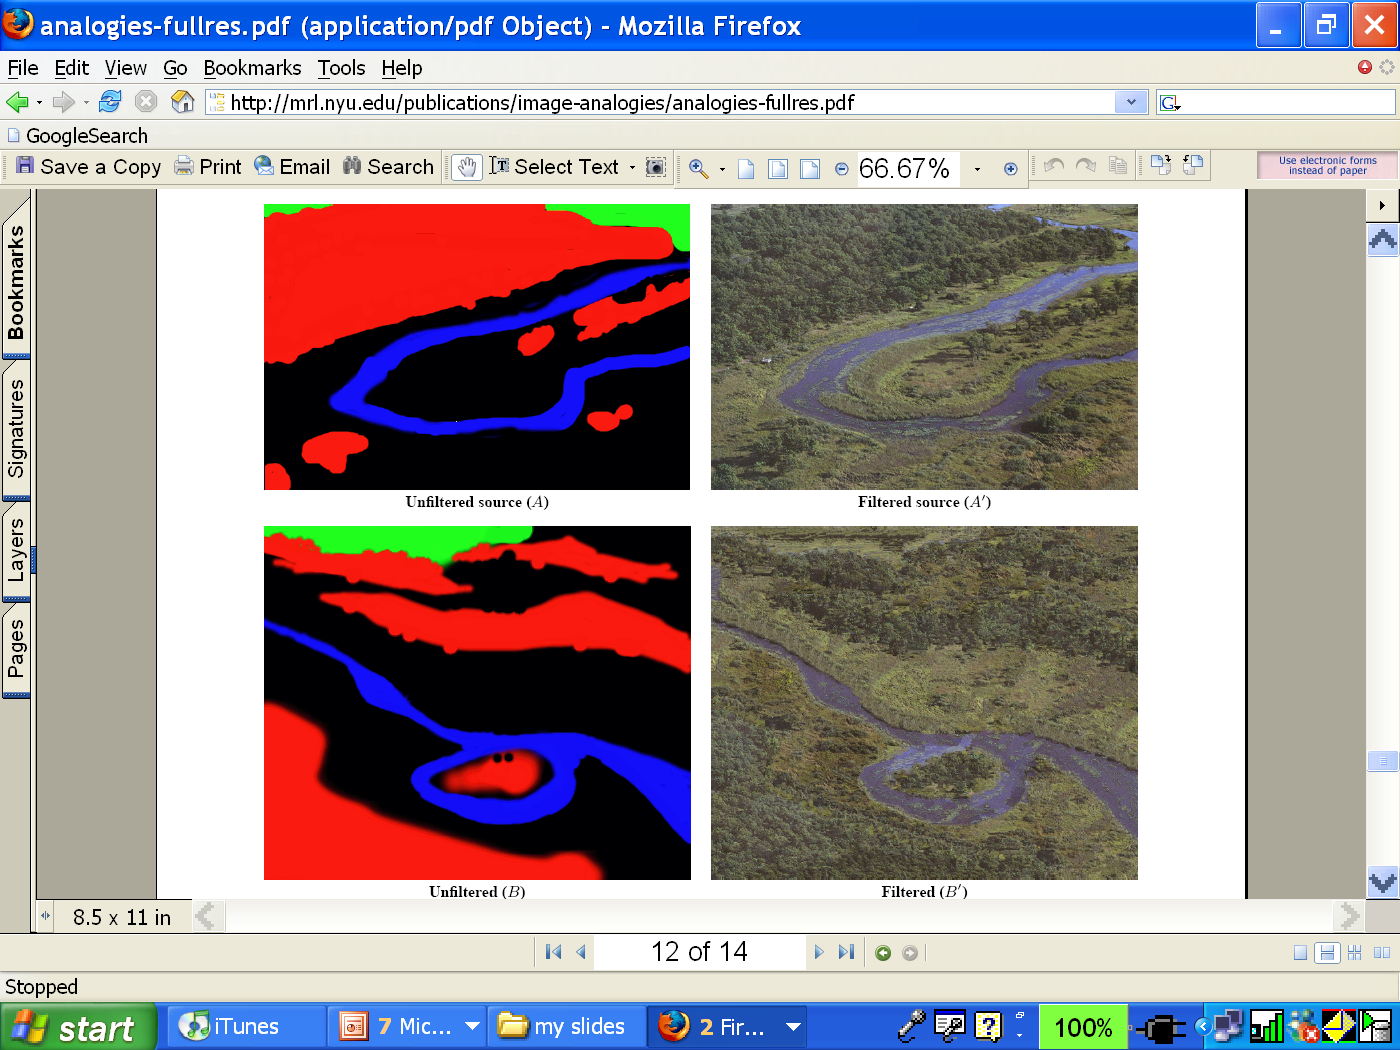 analogies-fullres.pdf (application/pdf Object) - Mozilla Firefox
File Edit View Go Bookmarks Tools Help
http://mrl.nyu.edu/publications/image-analogies/analogies-fullres.pdf
G
GoogleSearch
Save a Copy Print Email Search Select Text 66.67% Use electronic forms
instead of paper
Bookmarks
Signatures
Layers
Pages
Unfiltered source (A) Filtered source (A′)
Unfiltered (B) Filtered (B′)
8.5 x 11 in
12 of 14
Stopped
start iTunes 7 Mic... my slides 2 Fir... 100%